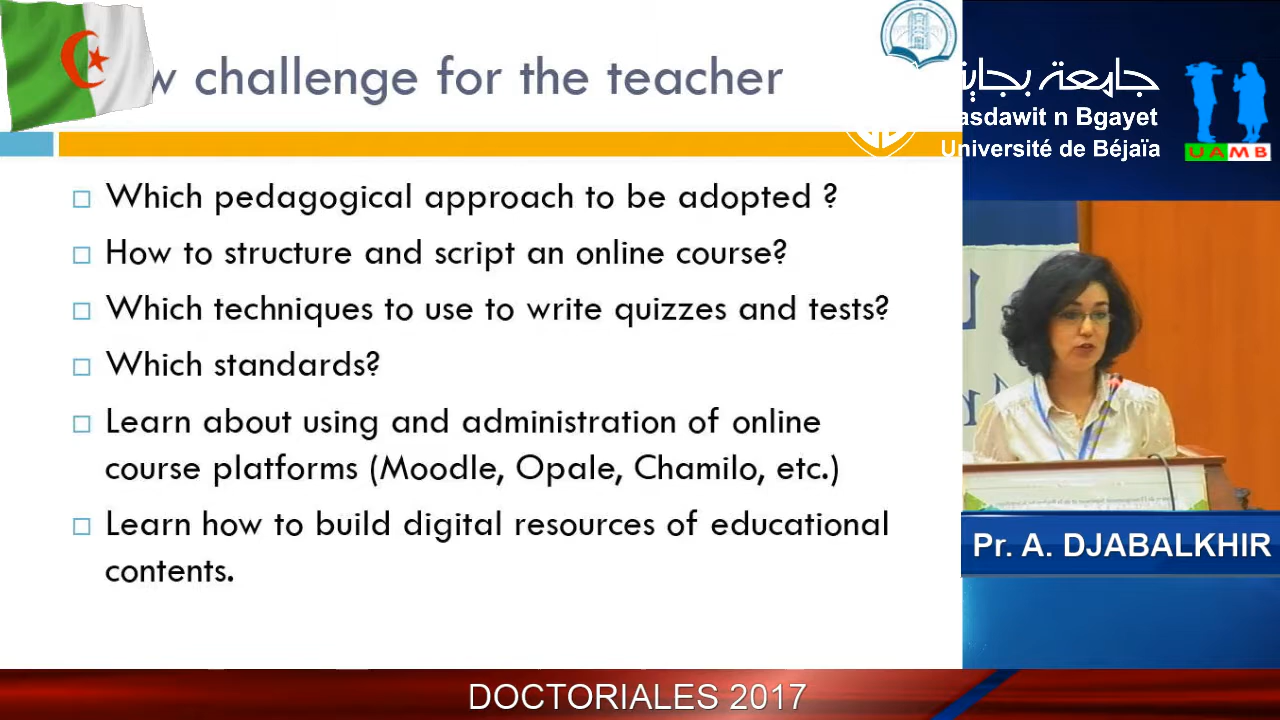 challenge for the teacher
Which pedagogical approach to be adopted ?
How to structure and script an online course?
Which techniques to use to write quizzes and tests?
Which standards?
Learn about using and administration of online
course platforms (Moodle, Opale, Chamilo, etc.)
Learn how to build digital resources of educational
contents.
جامعة بجاية
asdawit n Bgayet
Université de Béjaïa
UAMB
Pr. A. DJABALKHIR
DOCTORIALES 2017